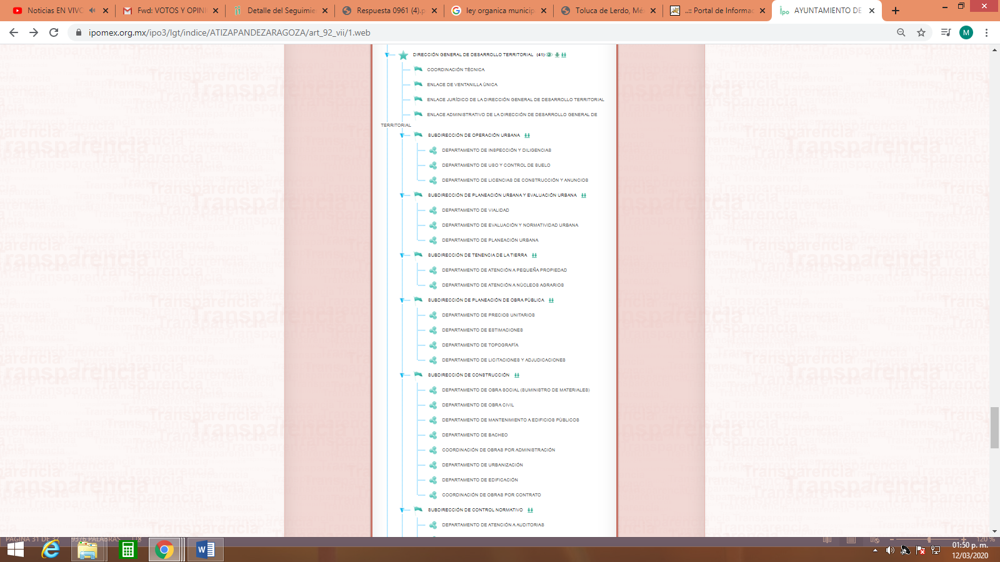 Noticias EN VIVO
Fwd: VOTOS Y OPINI
Detalle del Seguimie
Respuesta 0961 (4).p
ley organica municip
Toluca de Lerdo, Mé
..:: Portal de Informac
AYUNTAMIENTO DE
ipomex.org.mx/ipo3/lgt/indice/ATIZAPANDEZARAGOZA/art_92_vii/1.web
M
DIRECCIÓN GENERAL DE DESARROLLO TERRITORIAL (41)
COORDINACIÓN TÉCNICA
ENLACE DE VENTANILLA ÚNICA
ENLACE JURÍDICO DE LA DIRECCIÓN GENERAL DE DESARROLLO TERRITORIAL
ENLACE ADMINISTRATIVO DE LA DIRECCIÓN DE DESARROLLO GENERAL DE
TERRITORIAL
SUBDIRECCIÓN DE OPERACIÓN URBANA
DEPARTAMENTO DE INSPECCIÓN Y DILIGENCIAS
DEPARTAMENTO DE USO Y CONTROL DE SUELO
DEPARTAMENTO DE LICENCIAS DE CONSTRUCCIÓN Y ANUNCIOS
SUBDIRECCIÓN DE PLANEACIÓN URBANA Y EVALUACIÓN URBANA
DEPARTAMENTO DE VIALIDAD
DEPARTAMENTO DE EVALUACIÓN Y NORMATIVIDAD URBANA
DEPARTAMENTO DE PLANEACIÓN URBANA
SUBDIRECCIÓN DE TENENCIA DE LA TIERRA
DEPARTAMENTO DE ATENCIÓN A PEQUEÑA PROPIEDAD
DEPARTAMENTO DE ATENCIÓN A NÚCLEOS AGRARIOS
SUBDIRECCIÓN DE PLANEACIÓN DE OBRA PÚBLICA
DEPARTAMENTO DE PRECIOS UNITARIOS
DEPARTAMENTO DE ESTIMACIONES
DEPARTAMENTO DE TOPOGRAFÍA
DEPARTAMENTO DE LICITACIONES Y ADJUDICACIONES
SUBDIRECCIÓN DE CONSTRUCCIÓN
DEPARTAMENTO DE OBRA SOCIAL (SUMINISTRO DE MATERIALES)
DEPARTAMENTO DE OBRA CIVIL
DEPARTAMENTO DE MANTENIMIENTO A EDIFICIOS PÚBLICOS
DEPARTAMENTO DE BACHEO
COORDINACIÓN DE OBRAS POR ADMINISTRACIÓN
DEPARTAMENTO DE URBANIZACIÓN
DEPARTAMENTO DE EDIFICACIÓN
COORDINACIÓN DE OBRAS POR CONTRATO
SUBDIRECCIÓN DE CONTROL NORMATIVO
DEPARTAMENTO DE ATENCIÓN A AUDITORIAS
PÁGINA 31 DE 37 9376 PALABRAS
120 %
01:50 p. m.
12/03/2020